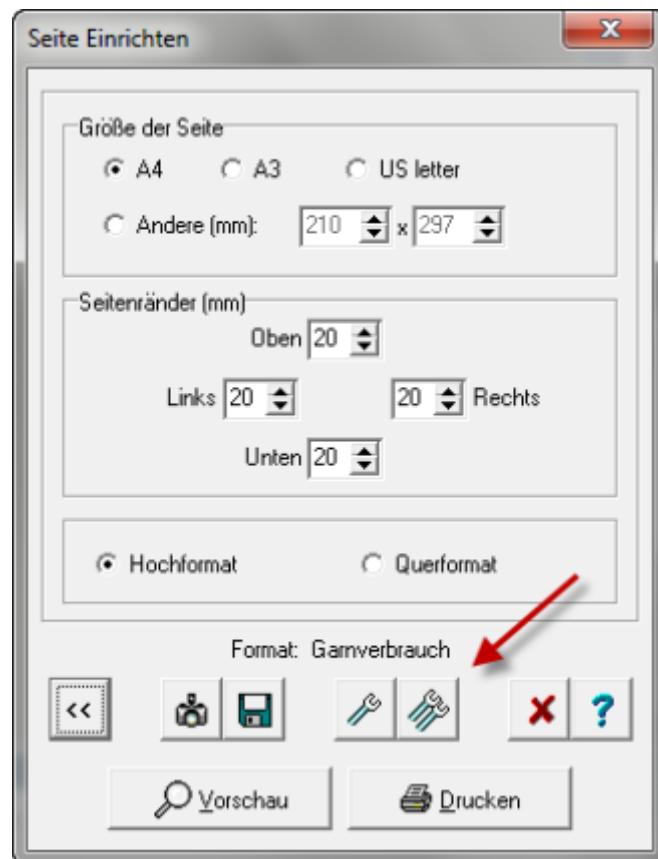 Seite Einrichten
Größe der Seite
A4 A3 US letter
Andere (mm): 210 x 297
Seitenränder (mm)
Oben 20
Links 20 20 Rechts
Unten 20
Hochformat Querformat
Format: Garnverbrauch
<< ?
Vorschau Drucken